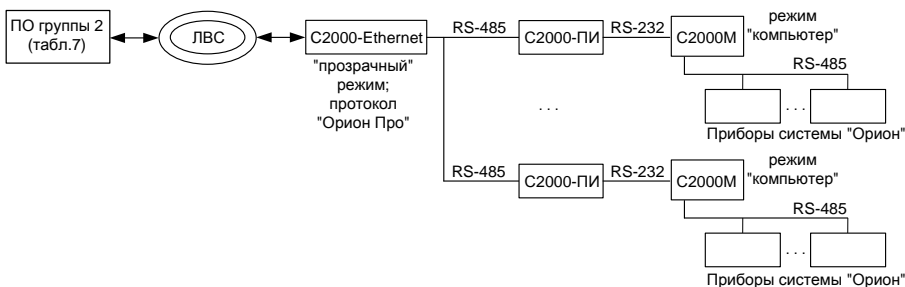 ПО группы 2
(табл.7)
ЛВС
С2000-Ethernet
"прозрачный"
режим;
протокол
"Орион Про"
RS-485
С2000-ПИ
RS-232
С2000М
режим
"компьютер"
RS-485
. . .
Приборы системы "Орион"
. . .
RS-485
С2000-ПИ
RS-232
С2000М
режим
"компьютер"
RS-485
. . .
Приборы системы "Орион"